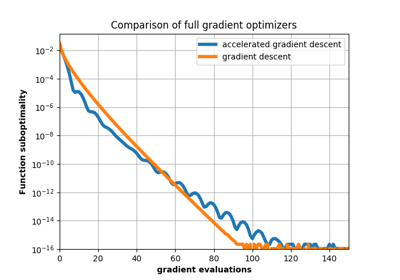 Comparison of full gradient optimizers
accelerated gradient descent
gradient descent
Function suboptimality
10⁻²
10⁻⁴
10⁻⁶
10⁻⁸
10⁻¹⁰
10⁻¹²
10⁻¹⁴
10⁻¹⁶
0 20 40 60 80 100 120 140
gradient evaluations